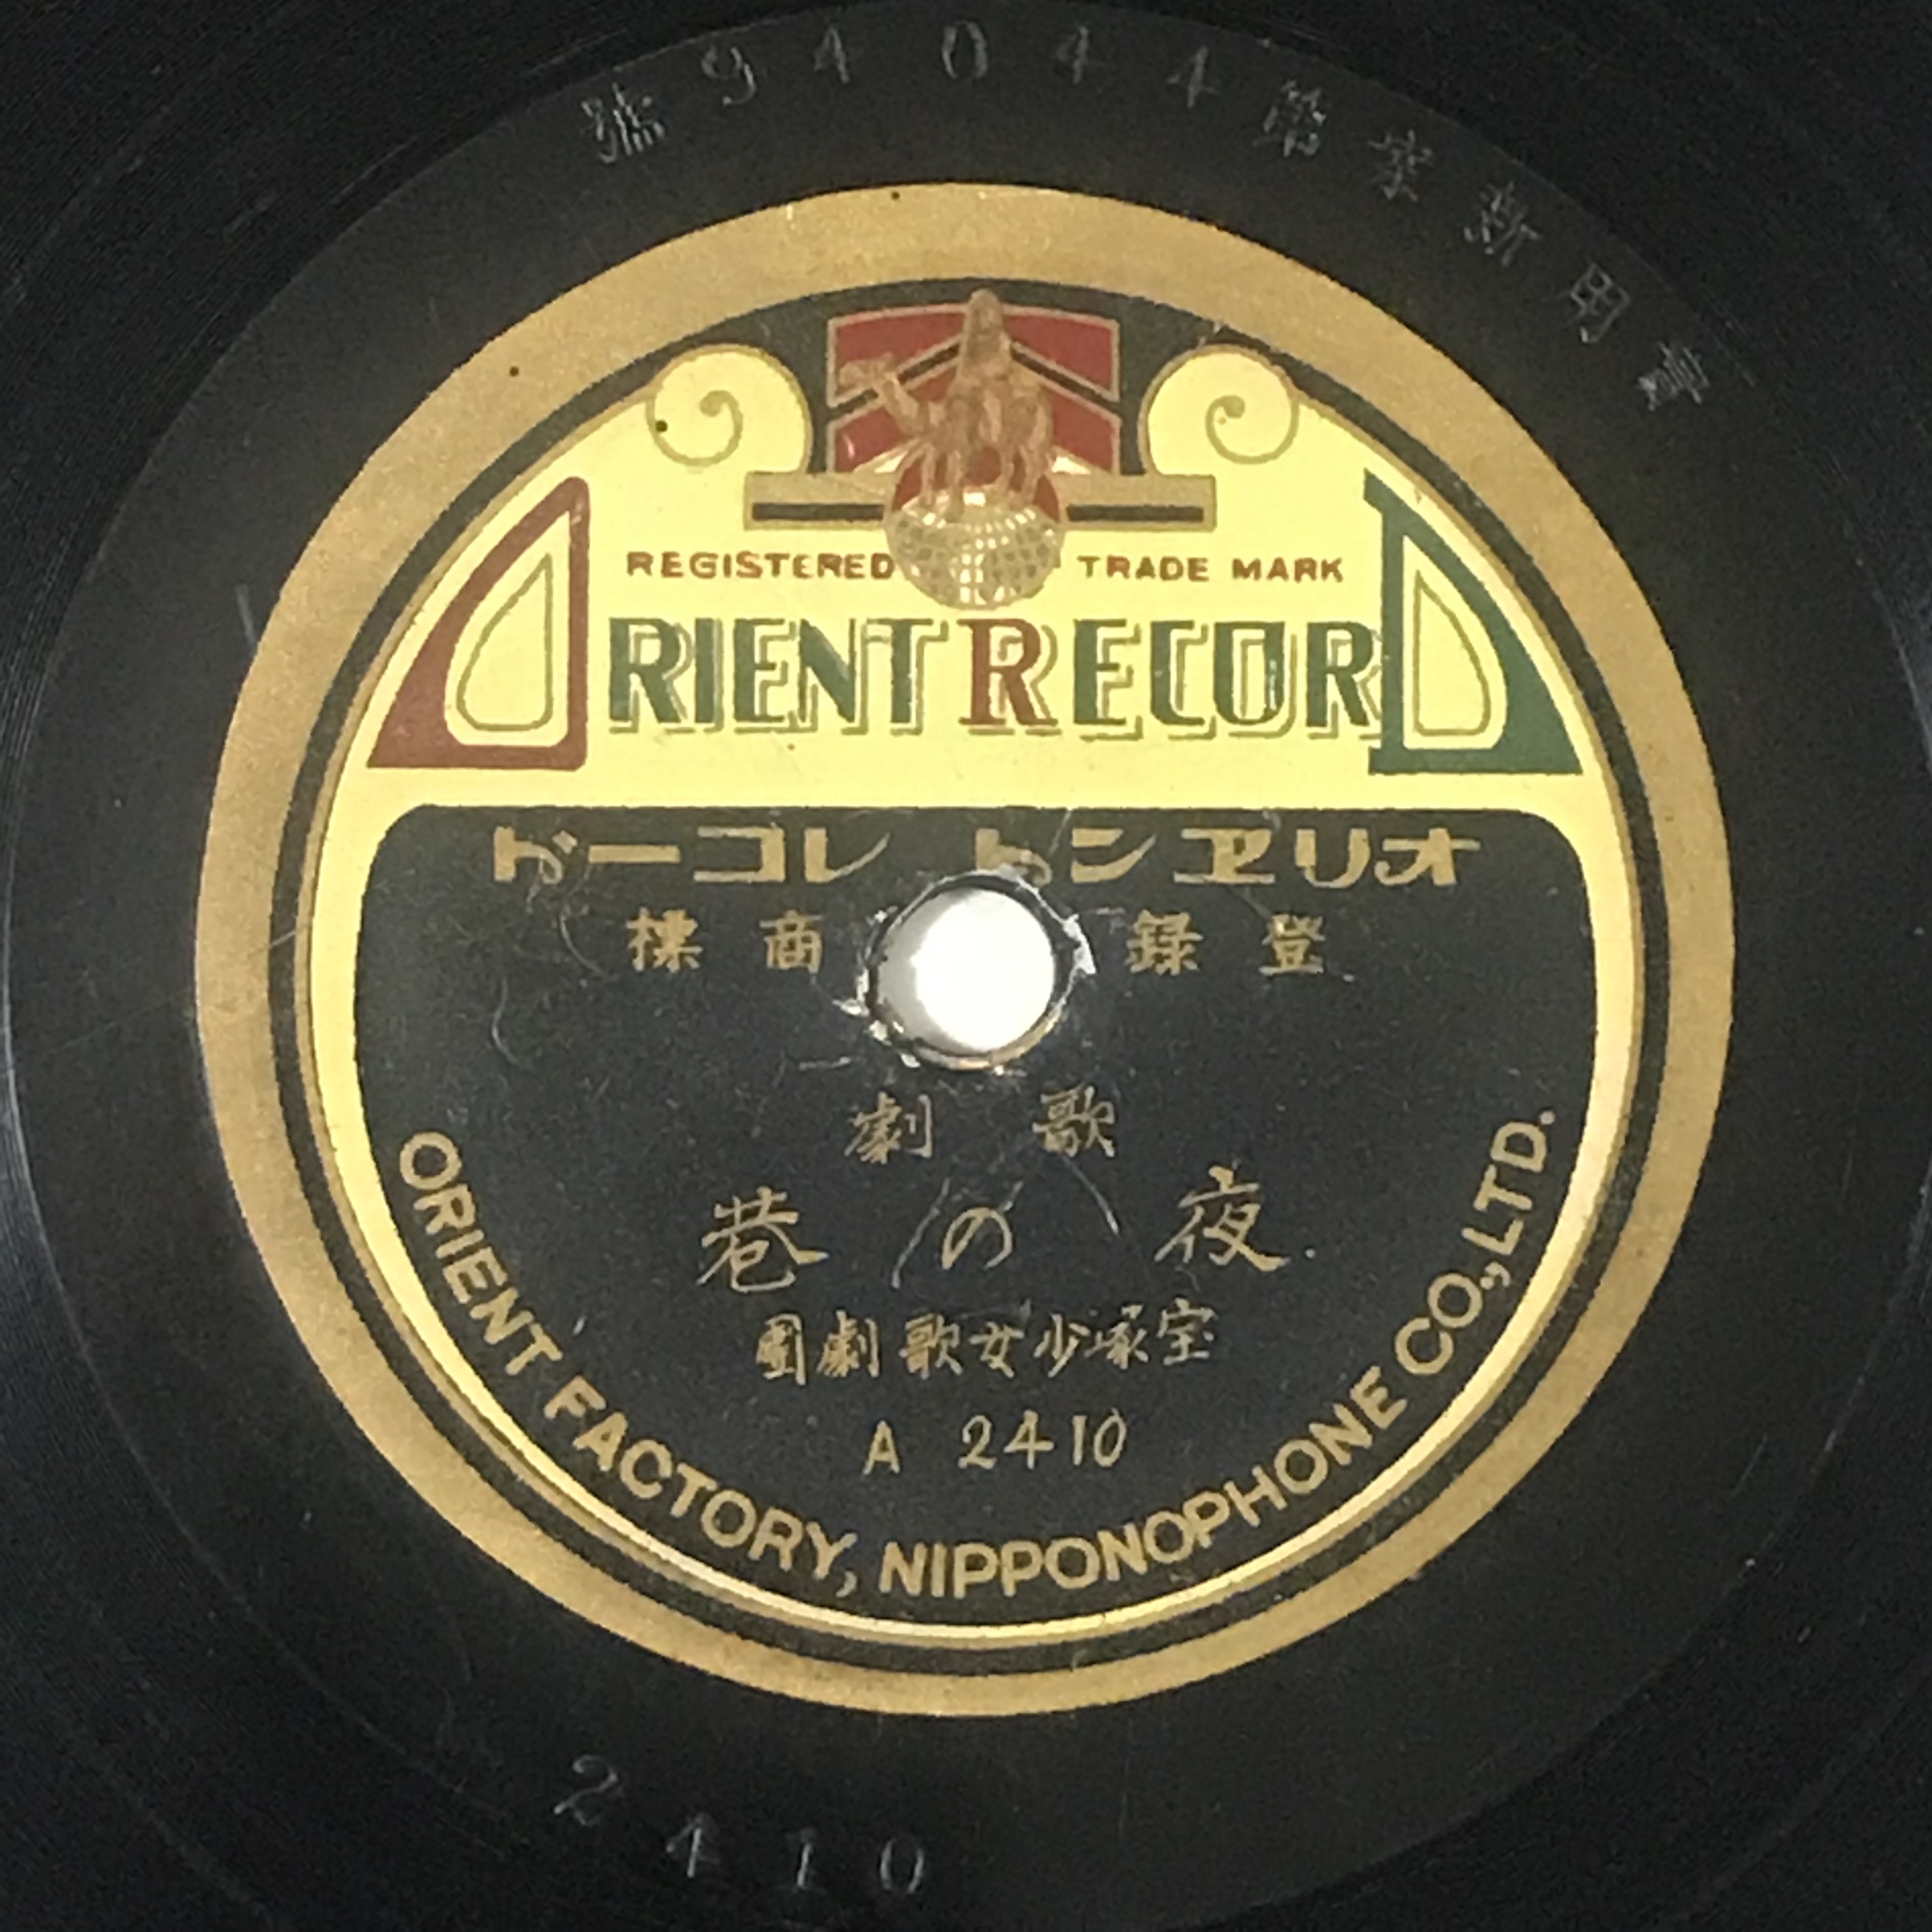 實用新案第44049號
REGISTERED TRADE MARK
ORIENT RECORD
オリヱント レコード
登録商標
歌劇
夜の巷
宝塚少女歌劇團
A 2410
ORIENT FACTORY, NIPPONOPHONE CO., LTD.
2410